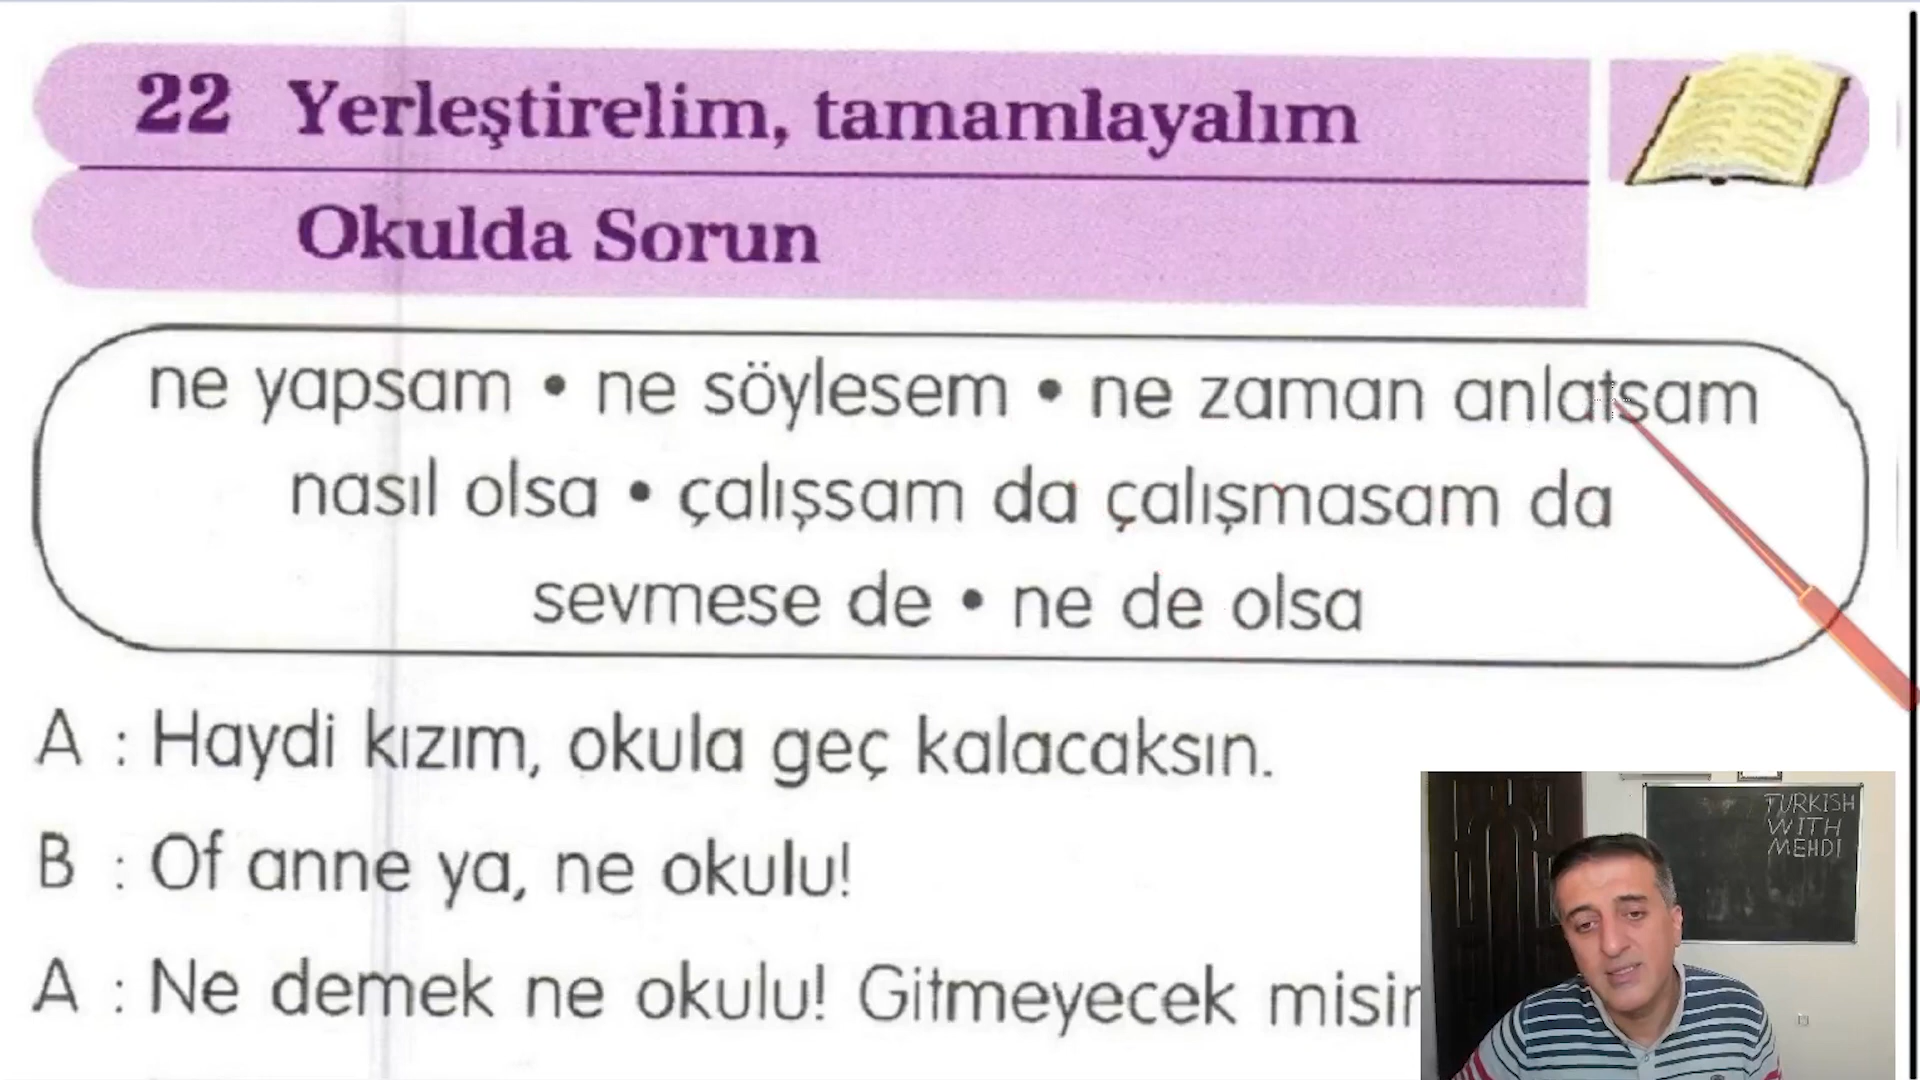 22 Yerleştirelim, tamamlayalım
Okulda Sorun
ne yapsam • ne söylesem • ne zaman anlatsam
nasıl olsa • çalışsam da çalışmasam da
sevmese de • ne de olsa
A : Haydi kızım, okula geç kalacaksın.
B : Of anne ya, ne okulu!
A : Ne demek ne okulu! Gitmeyecek
TURKISH
WITH
MEHDI